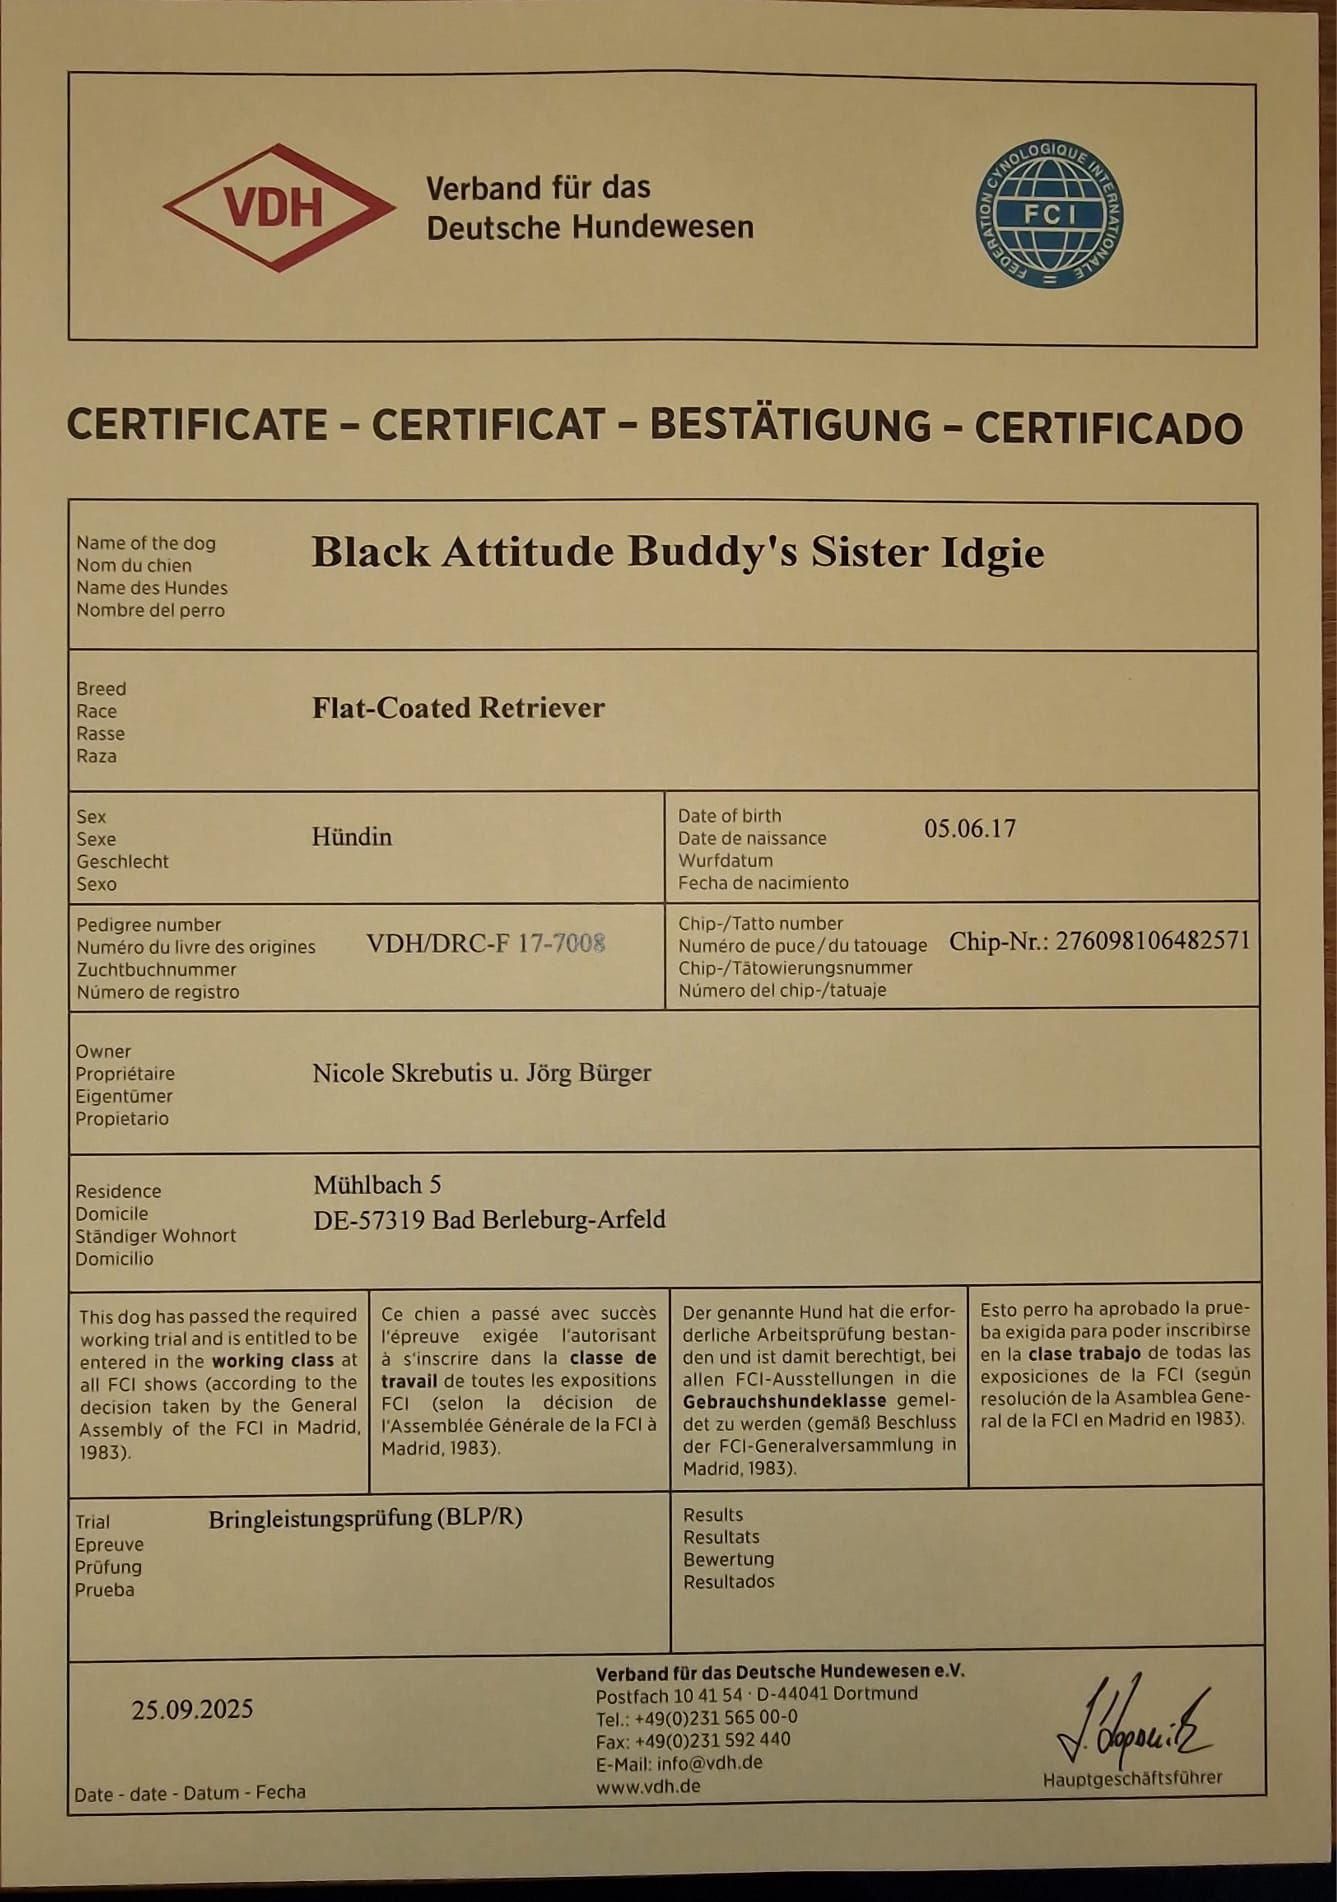 VDH
Verband für das
Deutsche Hundewesen
FEDERATION CYNOLOGIQUE INTERNATIONALE
FCI
CERTIFICATE – CERTIFICAT – BESTÄTIGUNG – CERTIFICADO
Name of the dog
Nom du chien
Name des Hundes
Nombre del perro
Black Attitude Buddy's Sister Idgie
Breed
Race
Rasse
Raza
Flat-Coated Retriever
Sex
Sexe
Geschlecht
Sexo
Hündin
Date of birth
Date de naissance
Wurfdatum
Fecha de nacimiento
05.06.17
Pedigree number
Numéro du livre des origines
Zuchtbuchnummer
Número de registro
VDH/DRC-F 17-7008
Chip-/Tatto number
Numéro de puce/du tatouage
Chip-/Tätowierungsnummer
Número del chip-/tatuaje
Chip-Nr.: 276098106482571
Owner
Propriétaire
Eigentümer
Propietario
Nicole Skrebutis u. Jörg Bürger
Residence
Domicile
Ständiger Wohnort
Domicilio
Mühlbach 5
DE-57319 Bad Berleburg-Arfeld
This dog has passed the required
working trial and is entitled to be
entered in the working class at
all FCI shows (according to the
decision taken by the General
Assembly of the FCI in Madrid,
1983).
Ce chien a passé avec succès
l'épreuve exigée l'autorisant
à s'inscrire dans la classe de
travail de toutes les expositions
FCI (selon la décision de
l'Assemblée Générale de la FCI à
Madrid, 1983).
Der genannte Hund hat die erfor-
derliche Arbeitsprüfung bestan-
den und ist damit berechtigt, bei
allen FCI-Ausstellungen in die
Gebrauchshundeklasse gemel-
det zu werden (gemäß Beschluss
der FCI-Generalversammlung in
Madrid, 1983).
Esto perro ha aprobado la prue-
ba exigida para poder inscribirse
en la clase trabajo de todas las
exposiciones de la FCI (según
resolución de la Asamblea Gene-
ral de la FCI en Madrid en 1983).
Trial
Epreuve
Prüfung
Prueba
Bringleistungsprüfung (BLP/R)
Results
Resultats
Bewertung
Resultados
25.09.2025
Date - date - Datum - Fecha
Verband für das Deutsche Hundewesen e.V.
Postfach 10 41 54 · D-44041 Dortmund
Tel.: +49(0)231 565 00-0
Fax: +49(0)231 592 440
E-Mail: info@vdh.de
www.vdh.de
Hauptgeschäftsführer